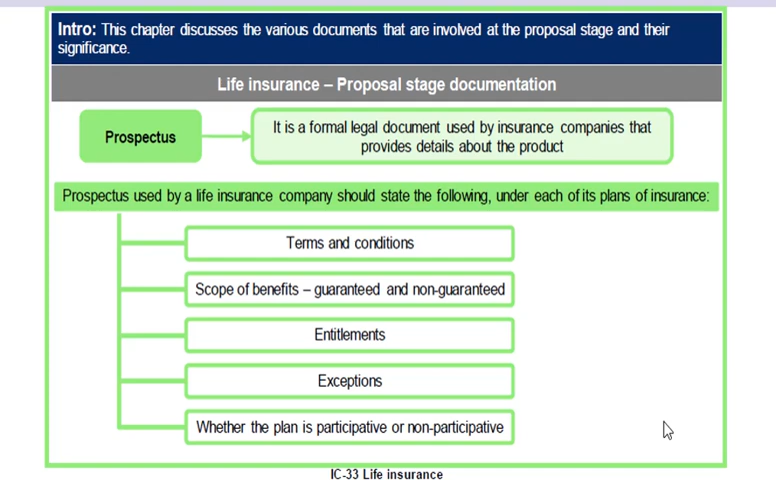 Intro: This chapter discusses the various documents that are involved at the proposal stage and their
significance.
Life insurance – Proposal stage documentation
Prospectus
It is a formal legal document used by insurance companies that
provides details about the product
Prospectus used by a life insurance company should state the following, under each of its plans of insurance:
Terms and conditions
Scope of benefits – guaranteed and non-guaranteed
Entitlements
Exceptions
Whether the plan is participative or non-participative
IC-33 Life insurance